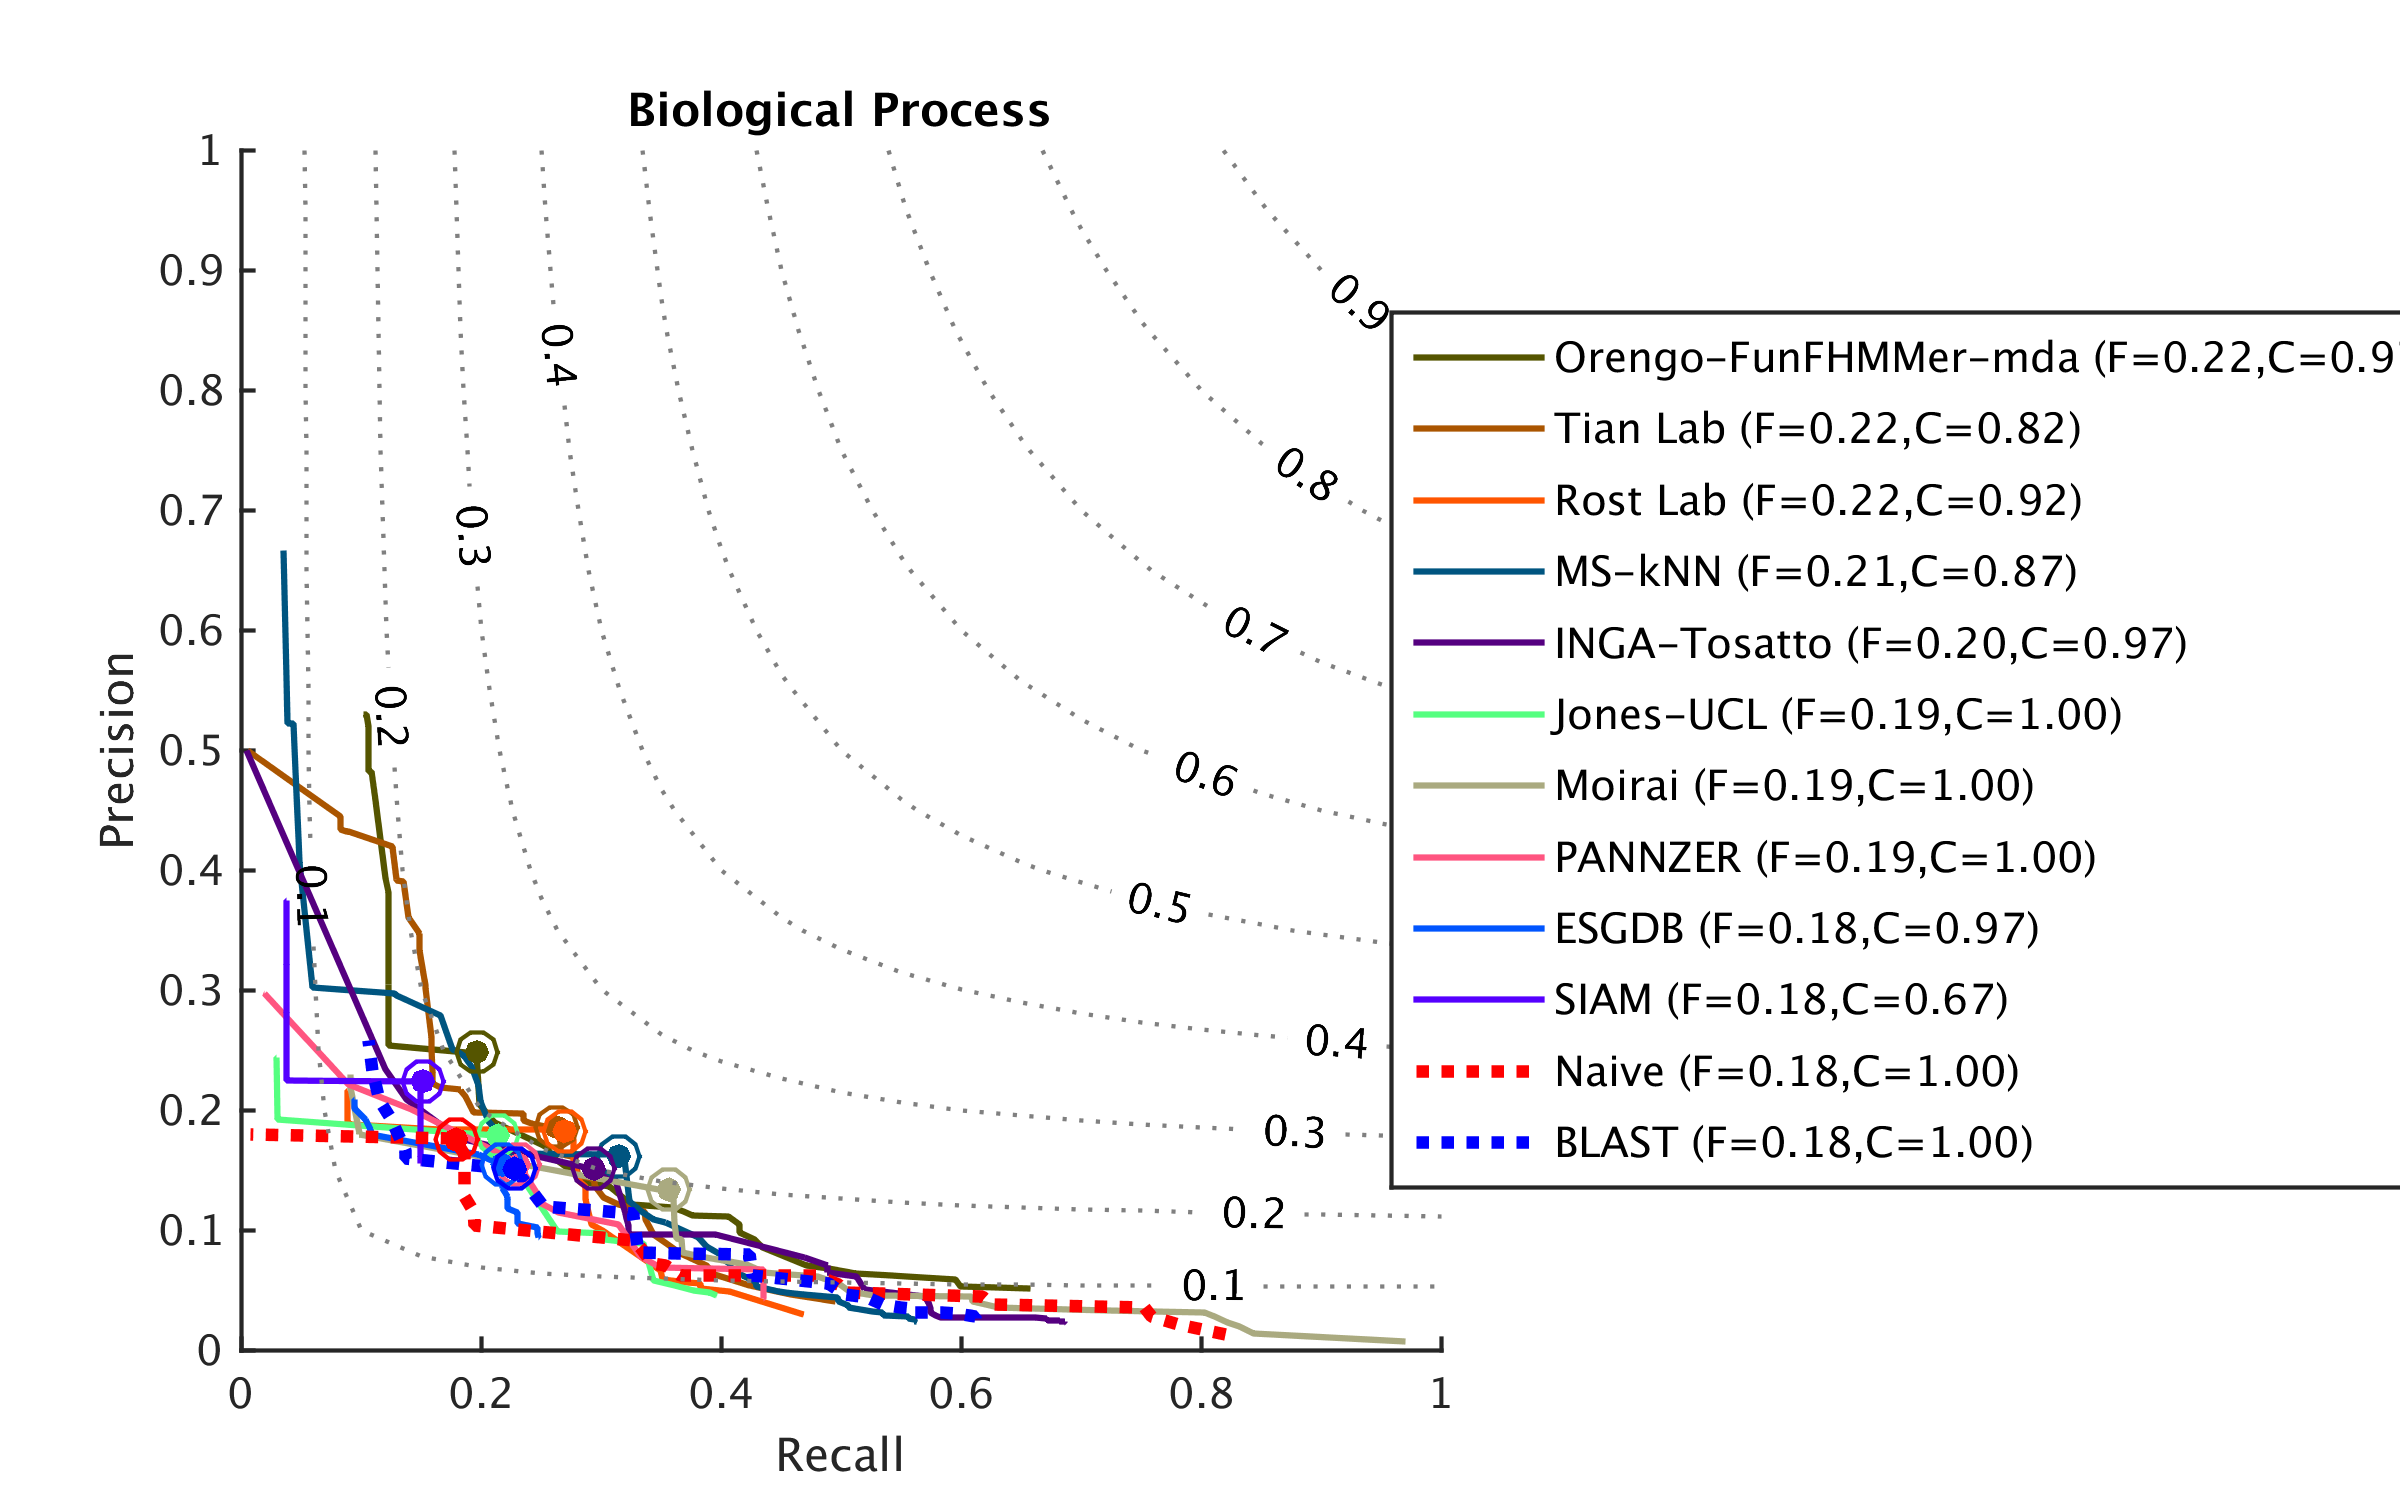 Biological Process
1
0.9
0.8
0.7
0.6
0.5
0.4
0.3
0.2
0.1
0
Precision
0 0.2 0.4 0.6 0.8 1
Recall
0.9
0.8
0.7
0.6
0.5
0.4
0.3
0.2
0.1
0.4
0.3
0.2
0.1
Orengo-FunFHMMer-mda (F=0.22,C=0.9
Tian Lab (F=0.22,C=0.82)
Rost Lab (F=0.22,C=0.92)
MS-kNN (F=0.21,C=0.87)
INGA-Tosatto (F=0.20,C=0.97)
Jones-UCL (F=0.19,C=1.00)
Moirai (F=0.19,C=1.00)
PANNZER (F=0.19,C=1.00)
ESGDB (F=0.18,C=0.97)
SIAM (F=0.18,C=0.67)
Naive (F=0.18,C=1.00)
BLAST (F=0.18,C=1.00)